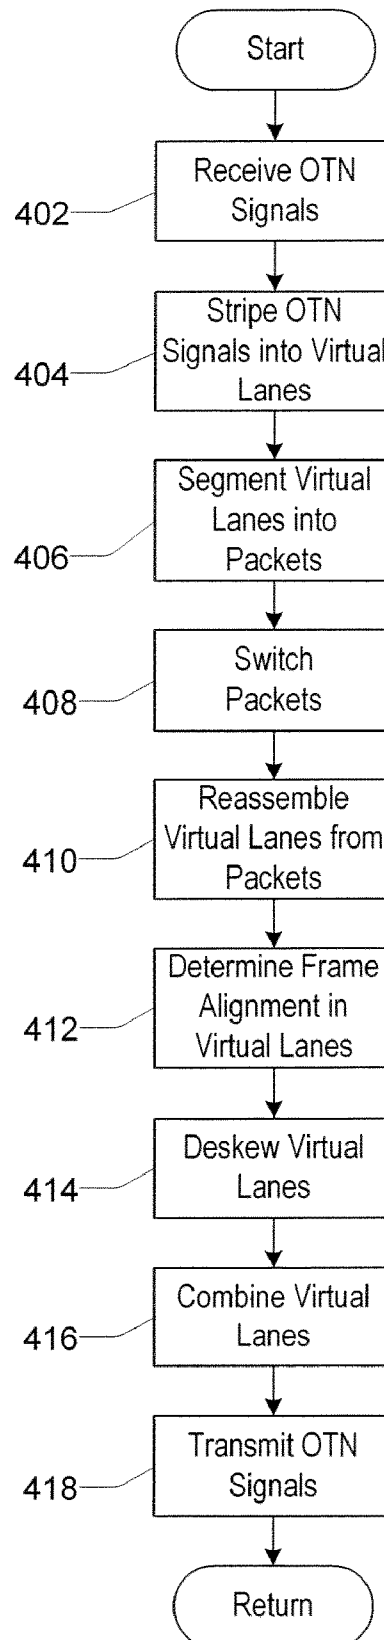 Start
402
Receive OTN
Signals
404
Stripe OTN
Signals into Virtual
Lanes
406
Segment Virtual
Lanes into
Packets
408
Switch
Packets
410
Reassemble
Virtual Lanes from
Packets
412
Determine Frame
Alignment in
Virtual Lanes
414
Deskew Virtual
Lanes
416
Combine Virtual
Lanes
418
Transmit OTN
Signals
Return